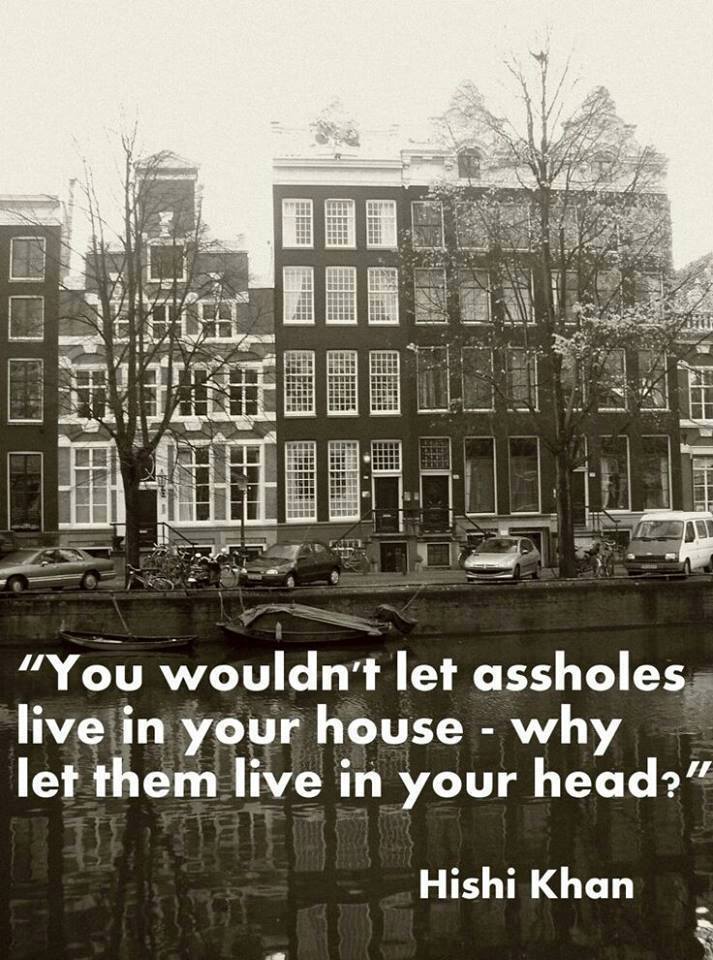 “You wouldn't let assholes
live in your house - why
let them live in your head?”
Hishi Khan